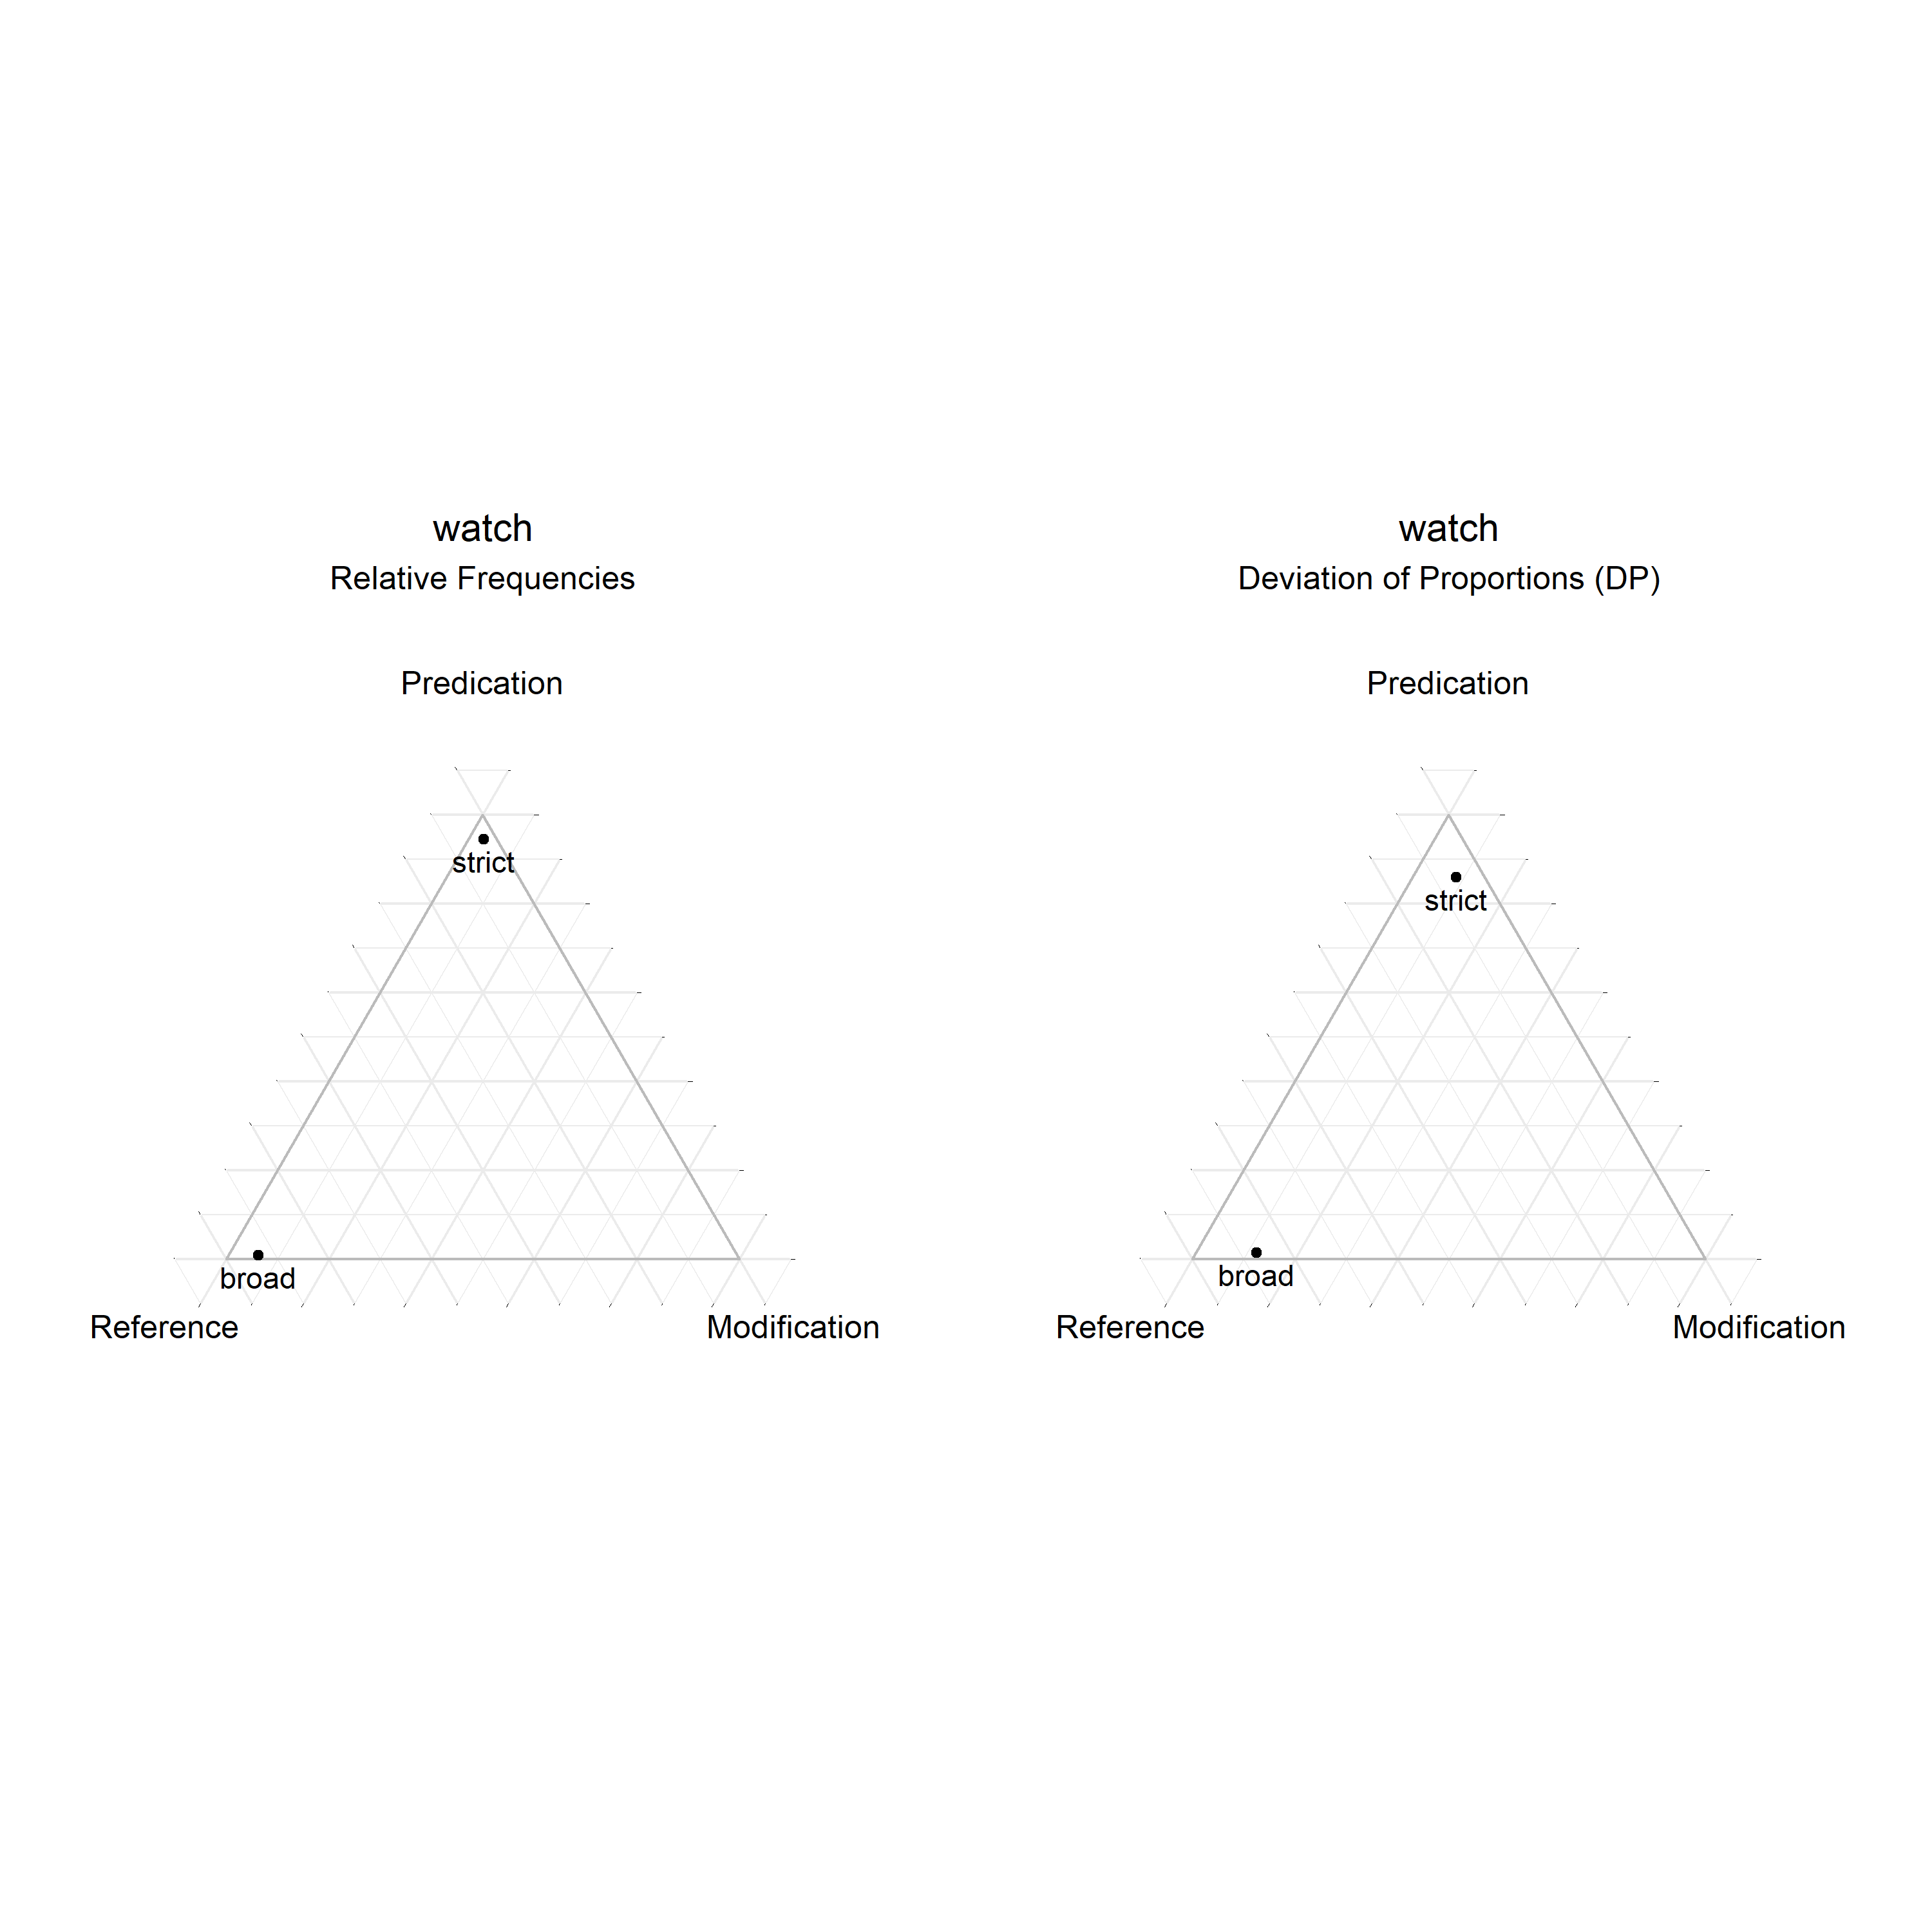 watch
Relative Frequencies
Predication
strict
broad
Reference
Modification
watch
Deviation of Proportions (DP)
Predication
strict
broad
Reference
Modification